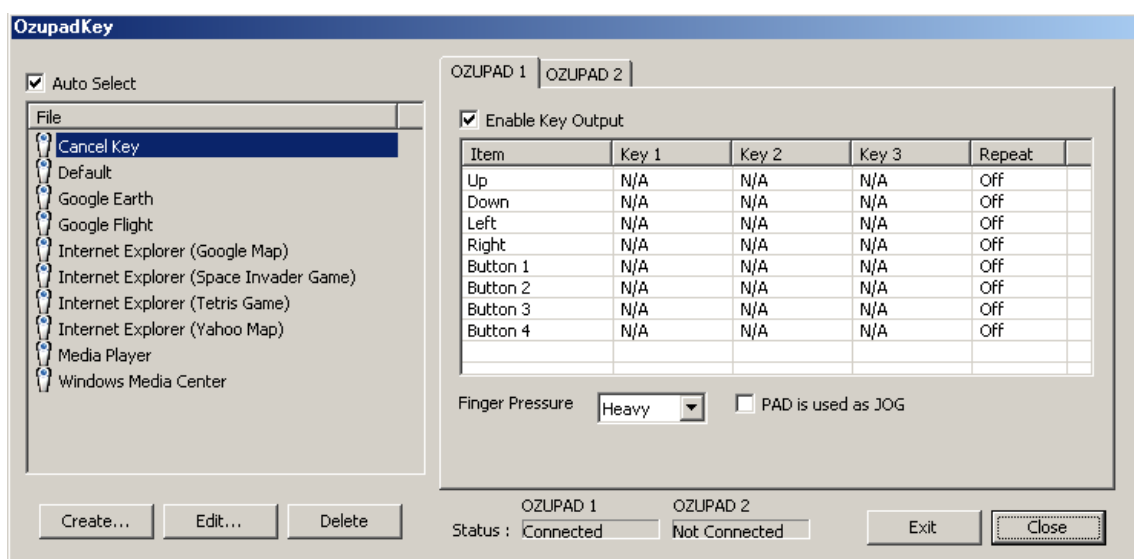 OzupadKey
Auto Select
File
Cancel Key
Default
Google Earth
Google Flight
Internet Explorer (Google Map)
Internet Explorer (Space Invader Game)
Internet Explorer (Tetris Game)
Internet Explorer (Yahoo Map)
Media Player
Windows Media Center
Create... Edit... Delete
OZUPAD 1 OZUPAD 2
Enable Key Output
Item Key 1 Key 2 Key 3 Repeat
Up N/A N/A N/A Off
Down N/A N/A N/A Off
Left N/A N/A N/A Off
Right N/A N/A N/A Off
Button 1 N/A N/A N/A Off
Button 2 N/A N/A N/A Off
Button 3 N/A N/A N/A Off
Button 4 N/A N/A N/A Off
Finger Pressure Heavy PAD is used as JOG
OZUPAD 1 OZUPAD 2
Status : Connected Not Connected
Exit Close